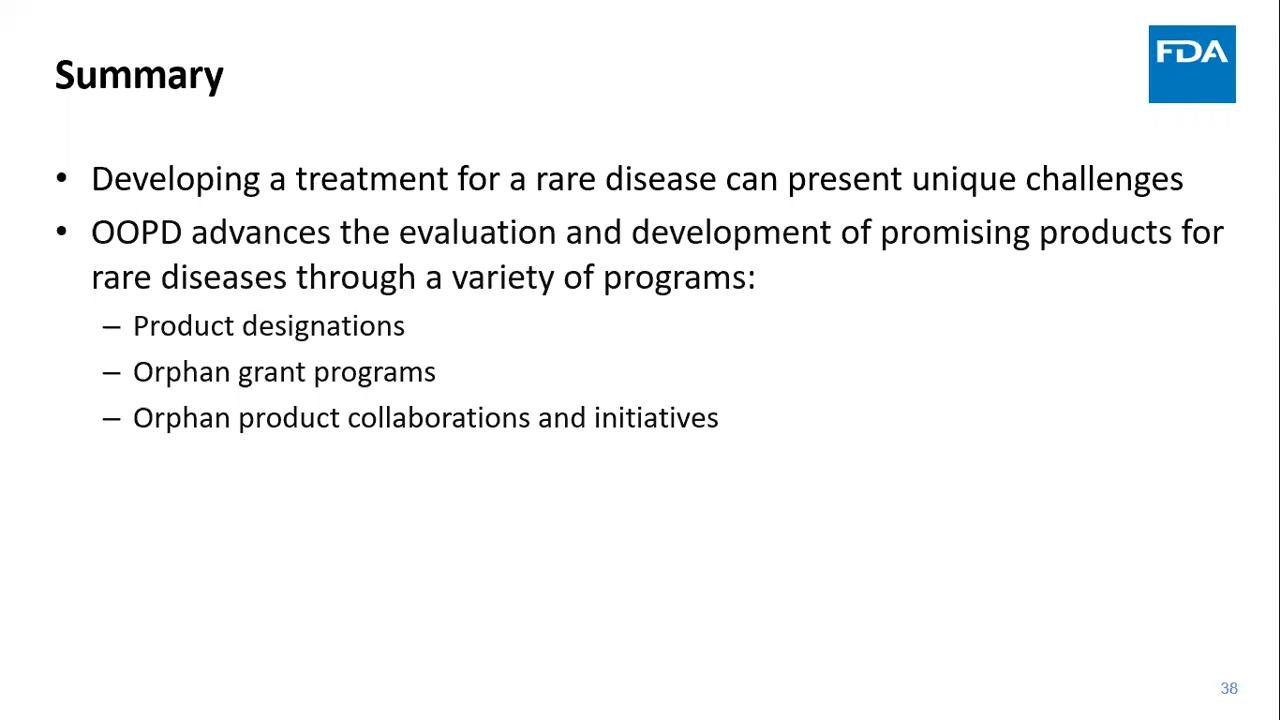 Summary
FDA
• Developing a treatment for a rare disease can present unique challenges
• OOPD advances the evaluation and development of promising products for
rare diseases through a variety of programs:
– Product designations
– Orphan grant programs
– Orphan product collaborations and initiatives
38